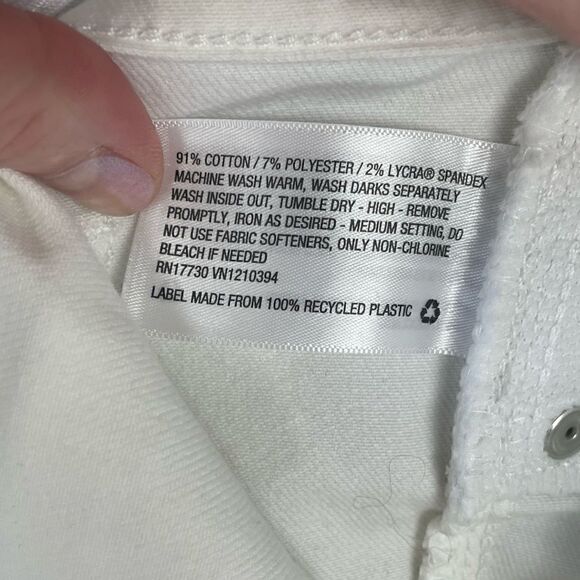 91% COTTON / 7% POLYESTER / 2% LYCRA® SPANDEX
MACHINE WASH WARM, WASH DARKS SEPARATELY
WASH INSIDE OUT, TUMBLE DRY - HIGH - REMOVE
PROMPTLY, IRON AS DESIRED - MEDIUM SETTING, DO
NOT USE FABRIC SOFTENERS, ONLY NON-CHLORINE
BLEACH IF NEEDED
RN17730 VN1210394
LABEL MADE FROM 100% RECYCLED PLASTIC